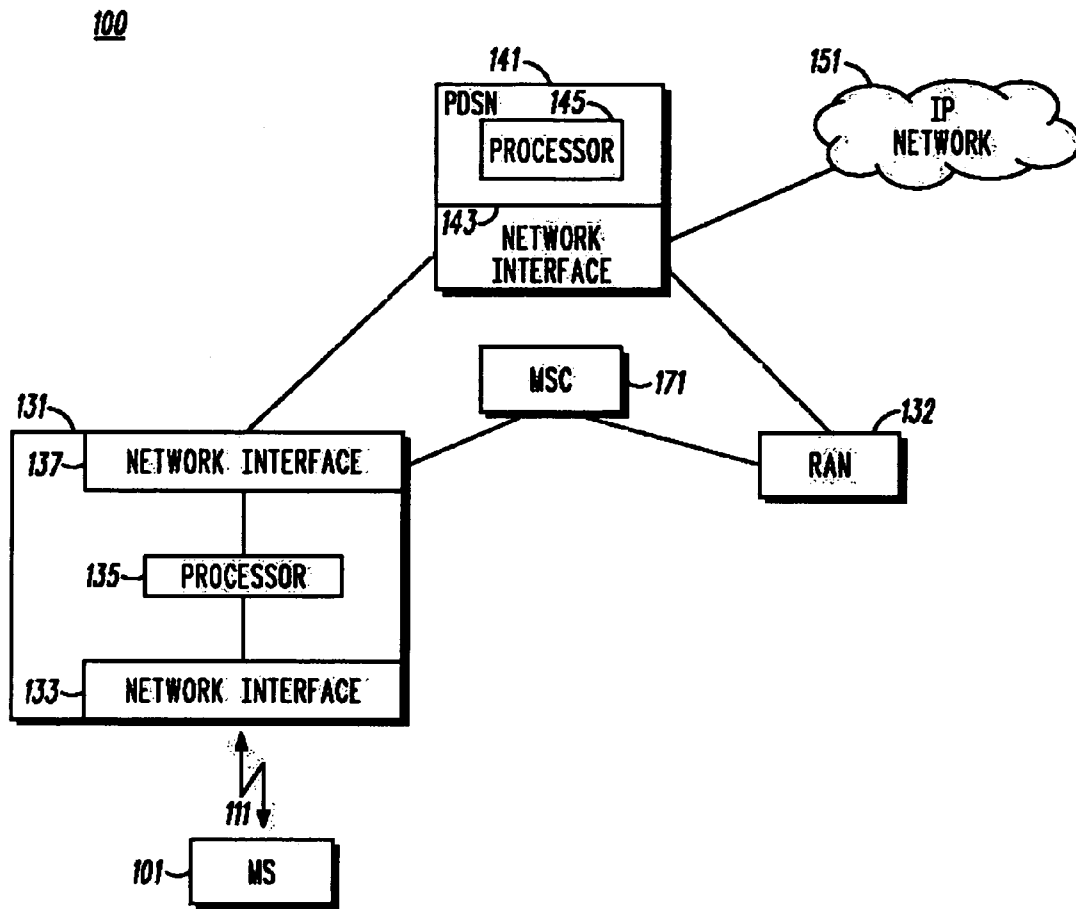 100
141
151
PDSN
145
PROCESSOR
IP
NETWORK
143
NETWORK
INTERFACE
MSC
171
131
132
137
NETWORK INTERFACE
RAN
135
PROCESSOR
133
NETWORK INTERFACE
111
101
MS